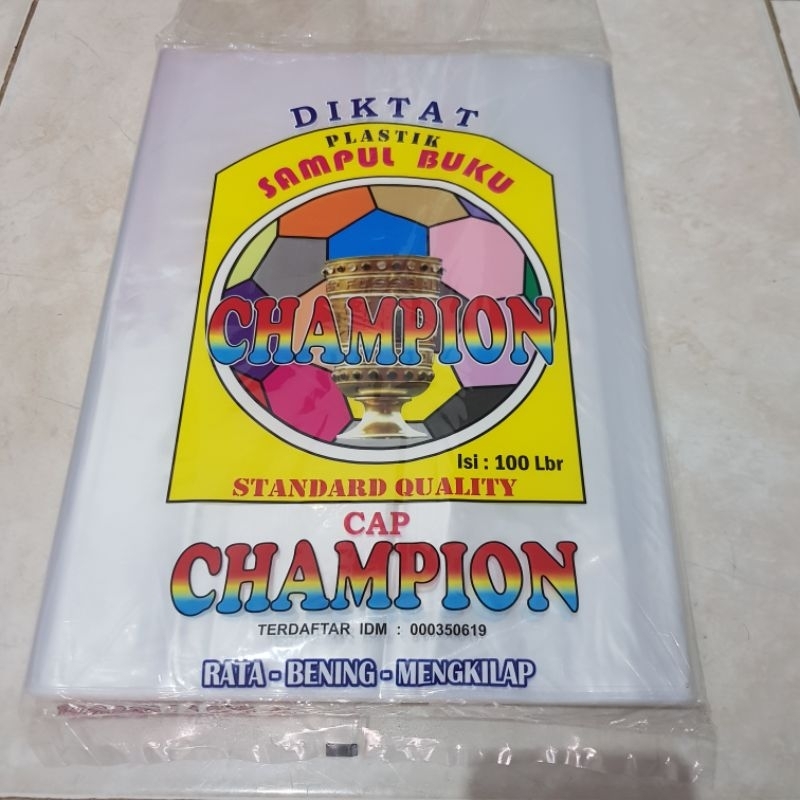 DIKTAT
PLASTIK
SAMPUL BUKU
CHAMPION
Isi : 100 Lbr
STANDARD QUALITY
CAP
CHAMPION
TERDAFTAR IDM : 000350619
RATA - BENING - MENGKILAP